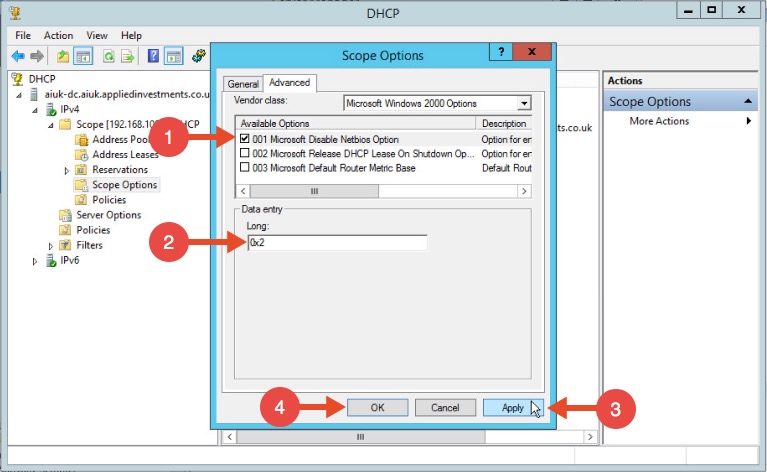 DHCP
File Action View Help
DHCP
aiuk-dc.aiuk.appliedinvestments.co.u
IPv4
Scope [192.168.10 HCP
Address Poo
Address Leases
Reservations
Scope Options
Policies
Server Options
Policies
Filters
IPv6
Scope Options
General Advanced
Vendor class: Microsoft Windows 2000 Options
Available Options Description
001 Microsoft Disable Netbios Option Option for en
002 Microsoft Release DHCP Lease On Shutdown Op... Option for en
003 Microsoft Default Router Metric Base Default Rout
Data entry
Long:
0x2
OK Cancel Apply
ts.co.uk
Actions
Scope Options
More Actions
1
2
3
4